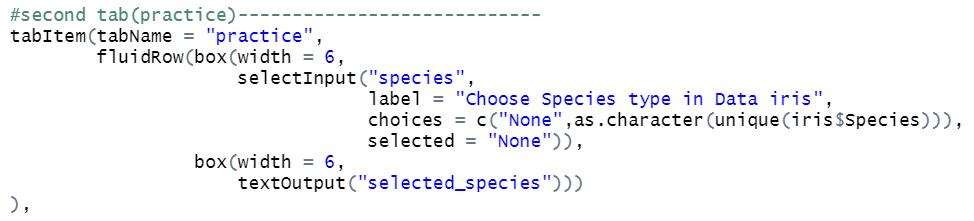 #second tab(practice)----------------------------
tabItem(tabName = "practice",
        fluidRow(box(width = 6,
                     selectInput("species",
                                 label = "Choose Species type in Data iris",
                                 choices = c("None",as.character(unique(iris$Species))),
                                 selected = "None")),
                 box(width = 6,
                     textOutput("selected_species")))
),